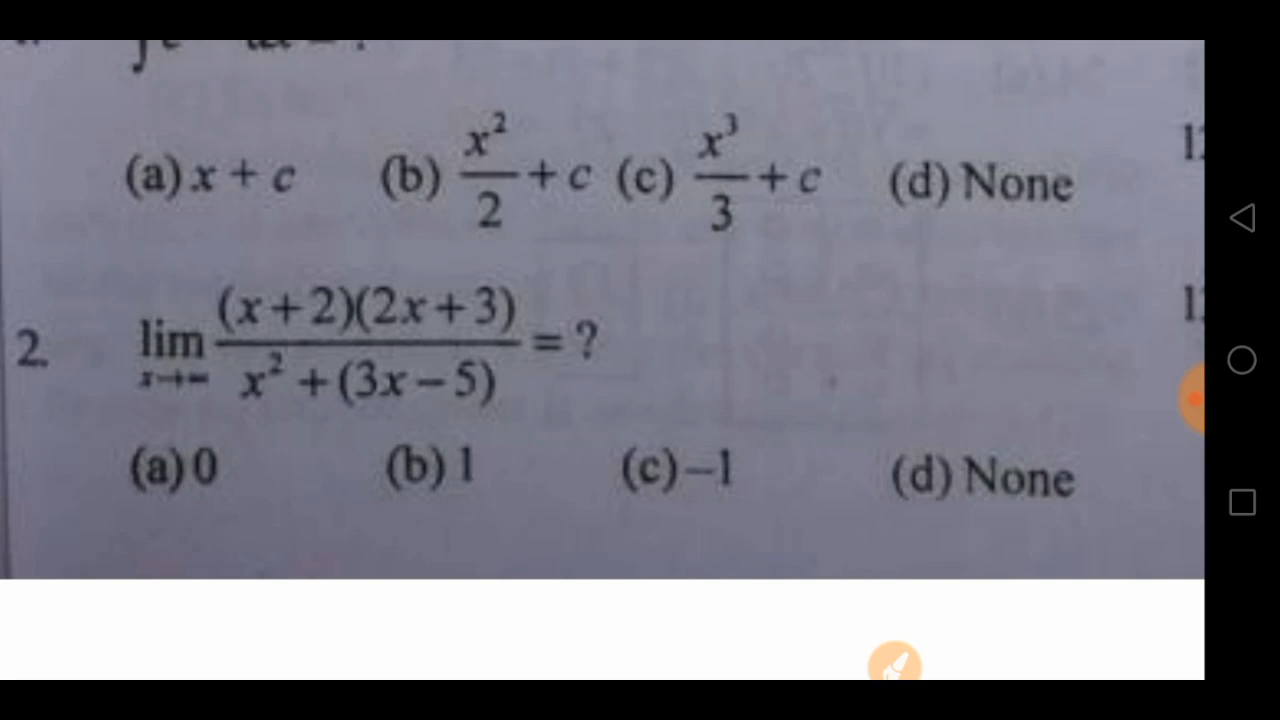 (a) x + c (b) x²/2 + c (c) x³/3 + c (d) None
2. lim (x+2)(2x+3) / x² + (3x – 5) = ?
(a) 0 (b) 1 (c) –1 (d) None